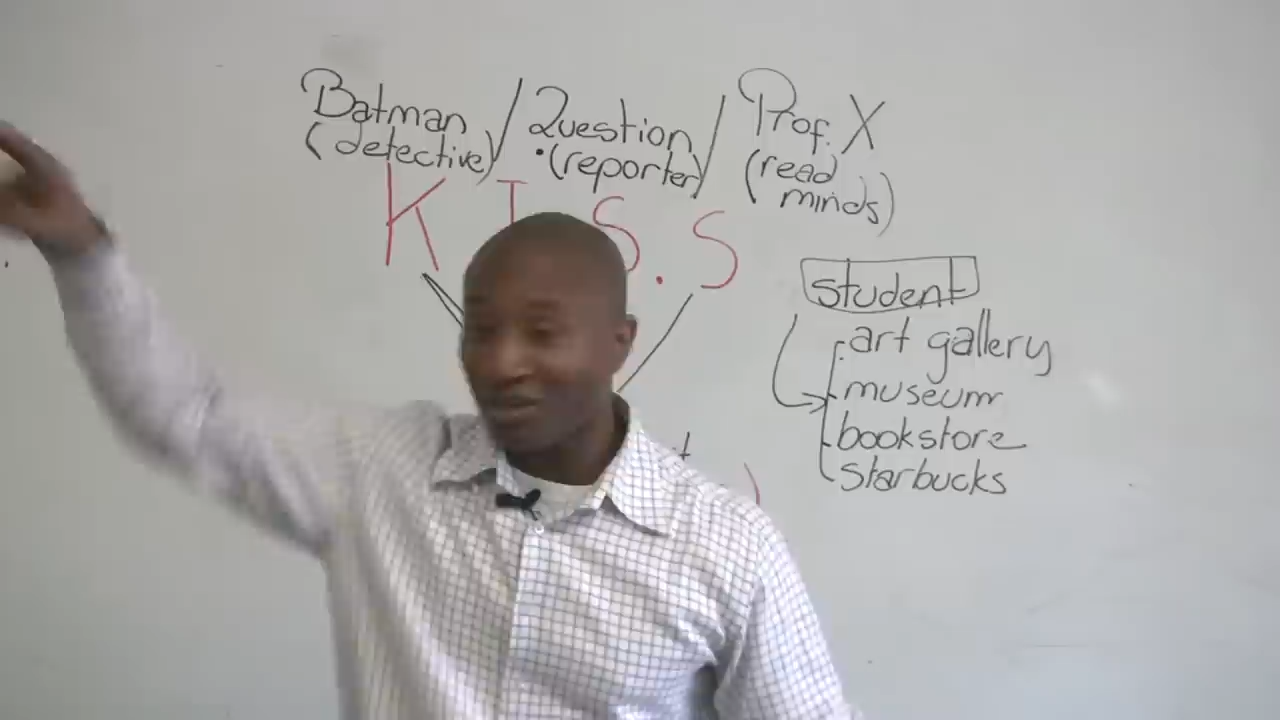 Batman / Question / Prof. X
(detective) • (reporter) (read minds)
K I. S. S
student
art gallery
museum
bookstore
starbucks